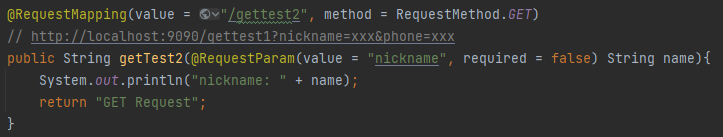 @RequestMapping(value = "/gettest2", method = RequestMethod.GET)
// http://localhost:9090/gettest1?nickname=xxx&phone=xxx
public String getTest2(@RequestParam(value = "nickname", required = false) String name){
    System.out.println("nickname: " + name);
    return "GET Request";
}